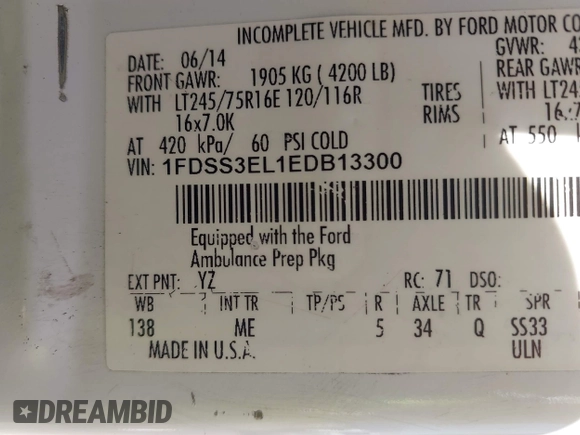 INCOMPLETE VEHICLE MFD. BY FORD MOTOR CO
DATE: 06/14 GVWR:
FRONT GAWR: 1905 KG ( 4200 LB) REAR GAWR
WITH LT245/75R16E 120/116R TIRES WITH LT24
16x7.0K RIMS 16
AT 420 kPa/ 60 PSI COLD AT 550
VIN: 1FDSS3EL1EDB13300
Equipped with the Ford
Ambulance Prep Pkg
EXT PNT: YZ RC: 71 DSO:
WB INT TR TP/PS R AXLE TR SPR
138 ME 5 34 Q SS33
MADE IN U.S.A. ULN
DREAMBID